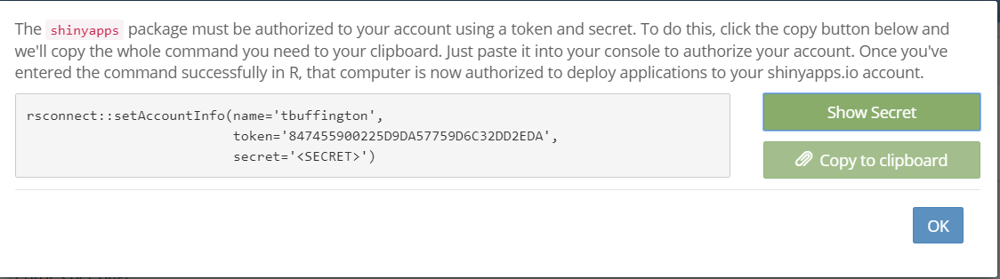 The shinyapps package must be authorized to your account using a token and secret. To do this, click the copy button below and
we'll copy the whole command you need to your clipboard. Just paste it into your console to authorize your account. Once you've
entered the command successfully in R, that computer is now authorized to deploy applications to your shinyapps.io account.
rsconnect::setAccountInfo(name='tbuffington',
token='847455900225D9DA57759D6C32DD2EDA',
secret='<SECRET>')
Show Secret
Copy to clipboard
OK